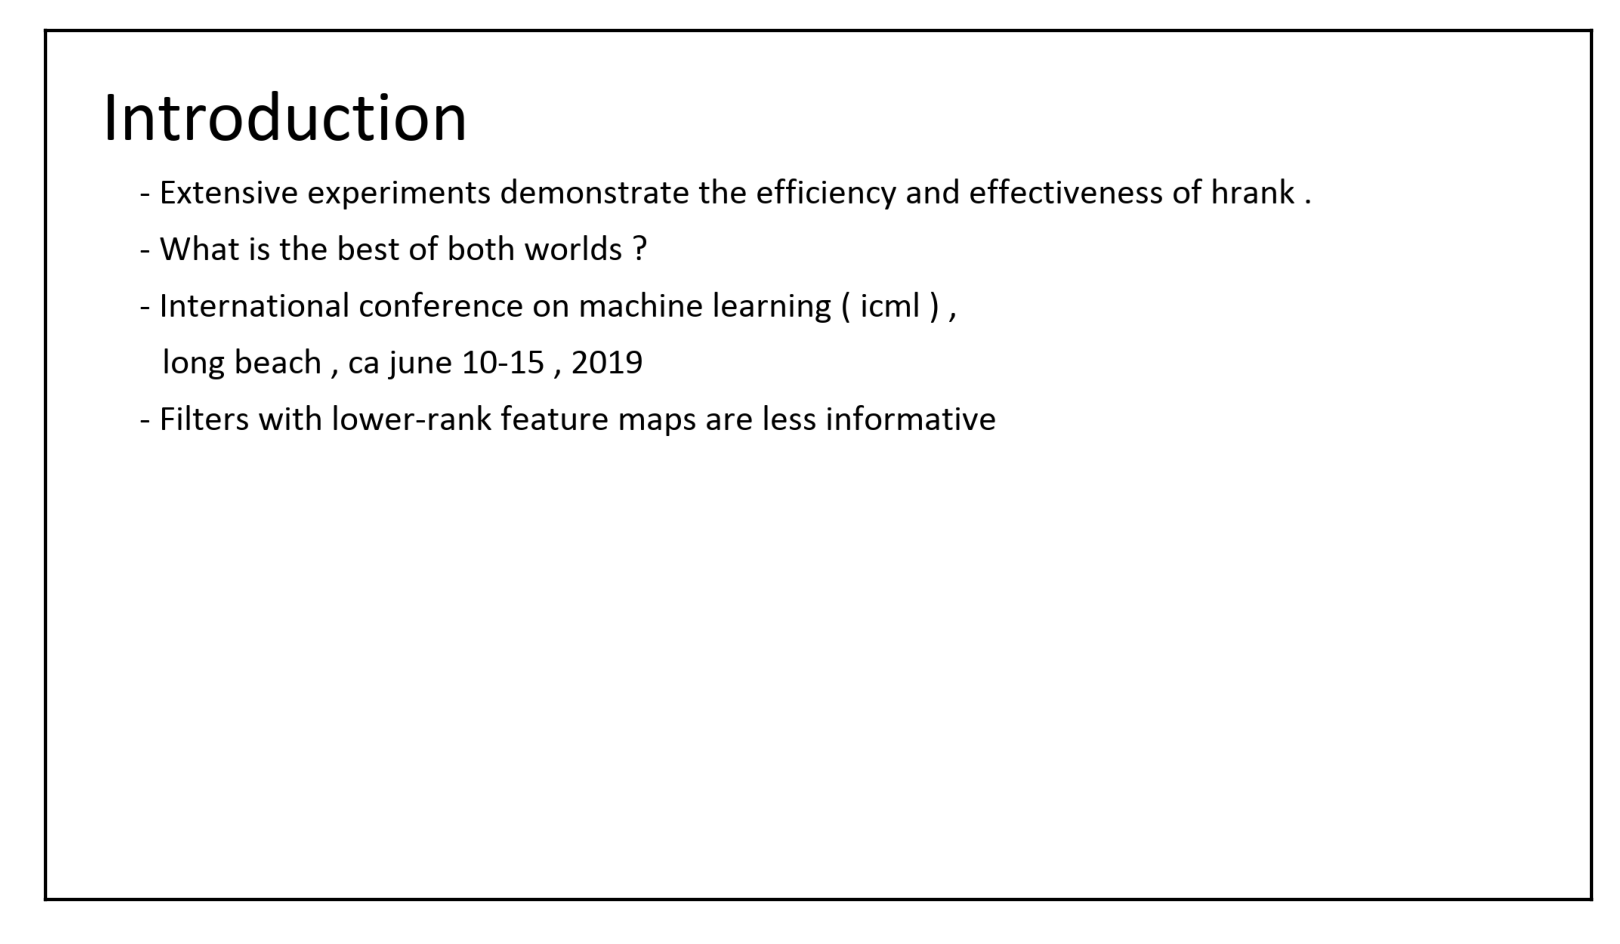 Introduction
- Extensive experiments demonstrate the efficiency and effectiveness of hrank .
- What is the best of both worlds ?
- International conference on machine learning ( icml ) ,
long beach , ca june 10-15 , 2019
- Filters with lower-rank feature maps are less informative